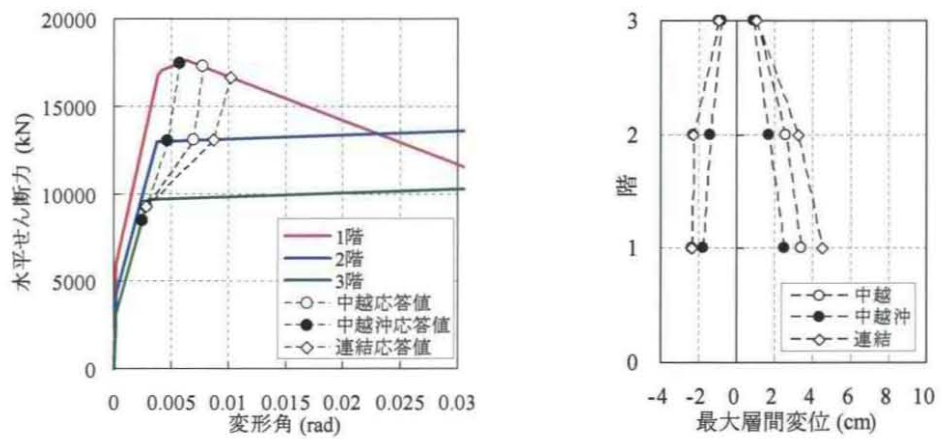 20000
15000
10000
5000
0
水平せん断力 (kN)
1階
2階
3階
中越応答値
中越沖応答値
連結応答値
0 0.005 0.01 0.015 0.02 0.025 0.03
変形角 (rad)
3
2
1
0
階
中越
中越沖
連結
-4 -2 0 2 4 6 8 10
最大層間変位 (cm)